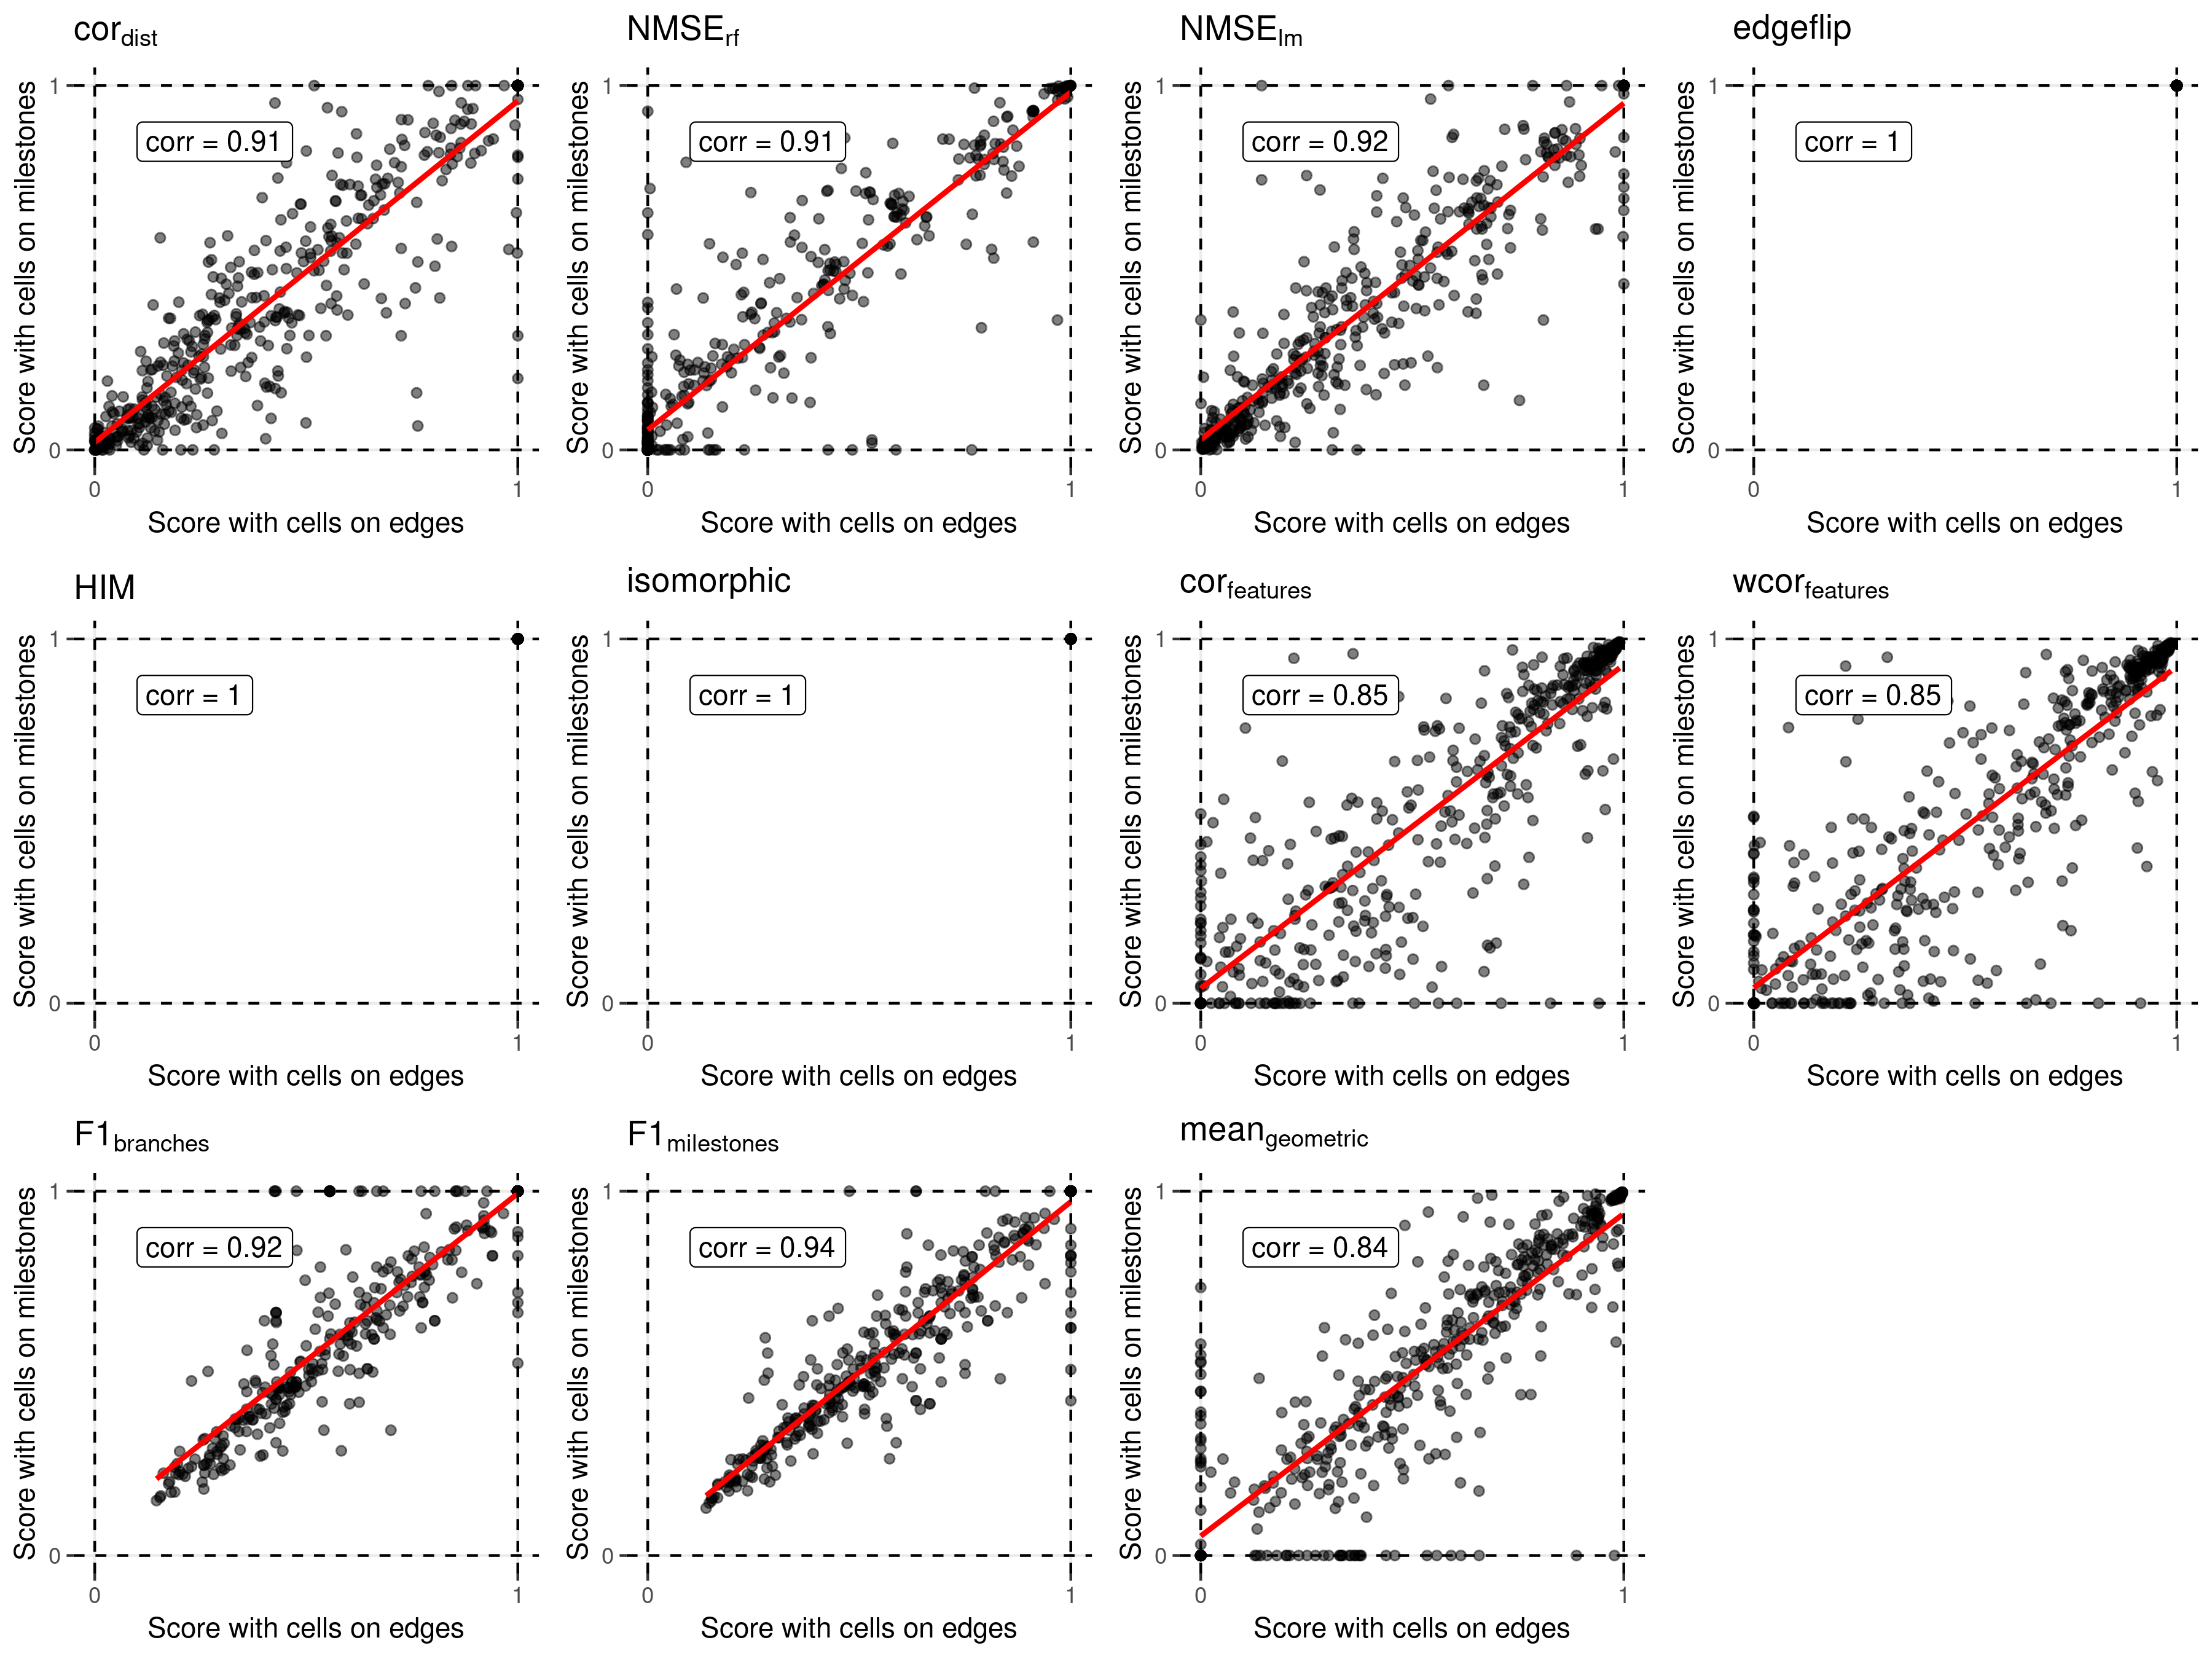 cor_dist
NMSE_rf
NMSE_lm
edgeflip
Score with cells on milestones
1
corr = 0.91
0
0
1
Score with cells on edges
Score with cells on milestones
1
corr = 0.91
0
0
1
Score with cells on edges
Score with cells on milestones
1
corr = 0.92
0
0
1
Score with cells on edges
Score with cells on milestones
1
corr = 1
0
0
1
Score with cells on edges
HIM
isomorphic
cor_features
wcor_features
Score with cells on milestones
1
corr = 1
0
0
1
Score with cells on edges
Score with cells on milestones
1
corr = 1
0
0
1
Score with cells on edges
Score with cells on milestones
1
corr = 0.85
0
0
1
Score with cells on edges
Score with cells on milestones
1
corr = 0.85
0
0
1
Score with cells on edges
F1_branches
F1_milestones
mean_geometric
Score with cells on milestones
1
corr = 0.92
0
0
1
Score with cells on edges
Score with cells on milestones
1
corr = 0.94
0
0
1
Score with cells on edges
Score with cells on milestones
1
corr = 0.84
0
0
1
Score with cells on edges